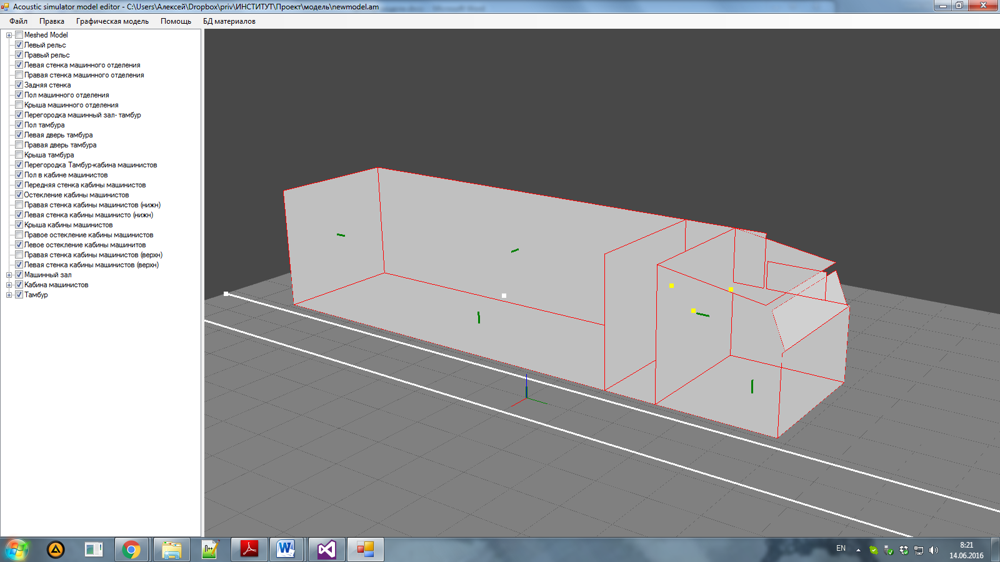 Acoustic simulator model editor - C:\Users\Алексей\Dropbox\priv\ИНСТИТУТ\Проект\модель\newmodel.am
Файл Правка Графическая модель Помощь БД материалов
Meshed Model
Левый рельс
Правый рельс
Левая стенка машинного отделения
Правая стенка машинного отделения
Задняя стенка
Пол машинного отделения
Крыша машинного отделения
Перегородка машинный зал- тамбур
Пол тамбура
Левая дверь тамбура
Правая дверь тамбура
Крыша тамбура
Перегородка Тамбур-кабина машинистов
Пол в кабине машинистов
Передняя стенка кабины машинистов
Остекление кабины машинистов
Правая стенка кабины машинистов (нижн)
Левая стенка кабины машинисто (нижн)
Крыша кабины машинистов
Правое остекление кабины машинистов
Левое остекление кабины машинитов
Правая стенка кабины машинистов (верхн)
Левая стенка кабины машинистов (верхн)
Машинный зал
Кабина машинистов
Тамбур
EN
8:21
14.06.2016